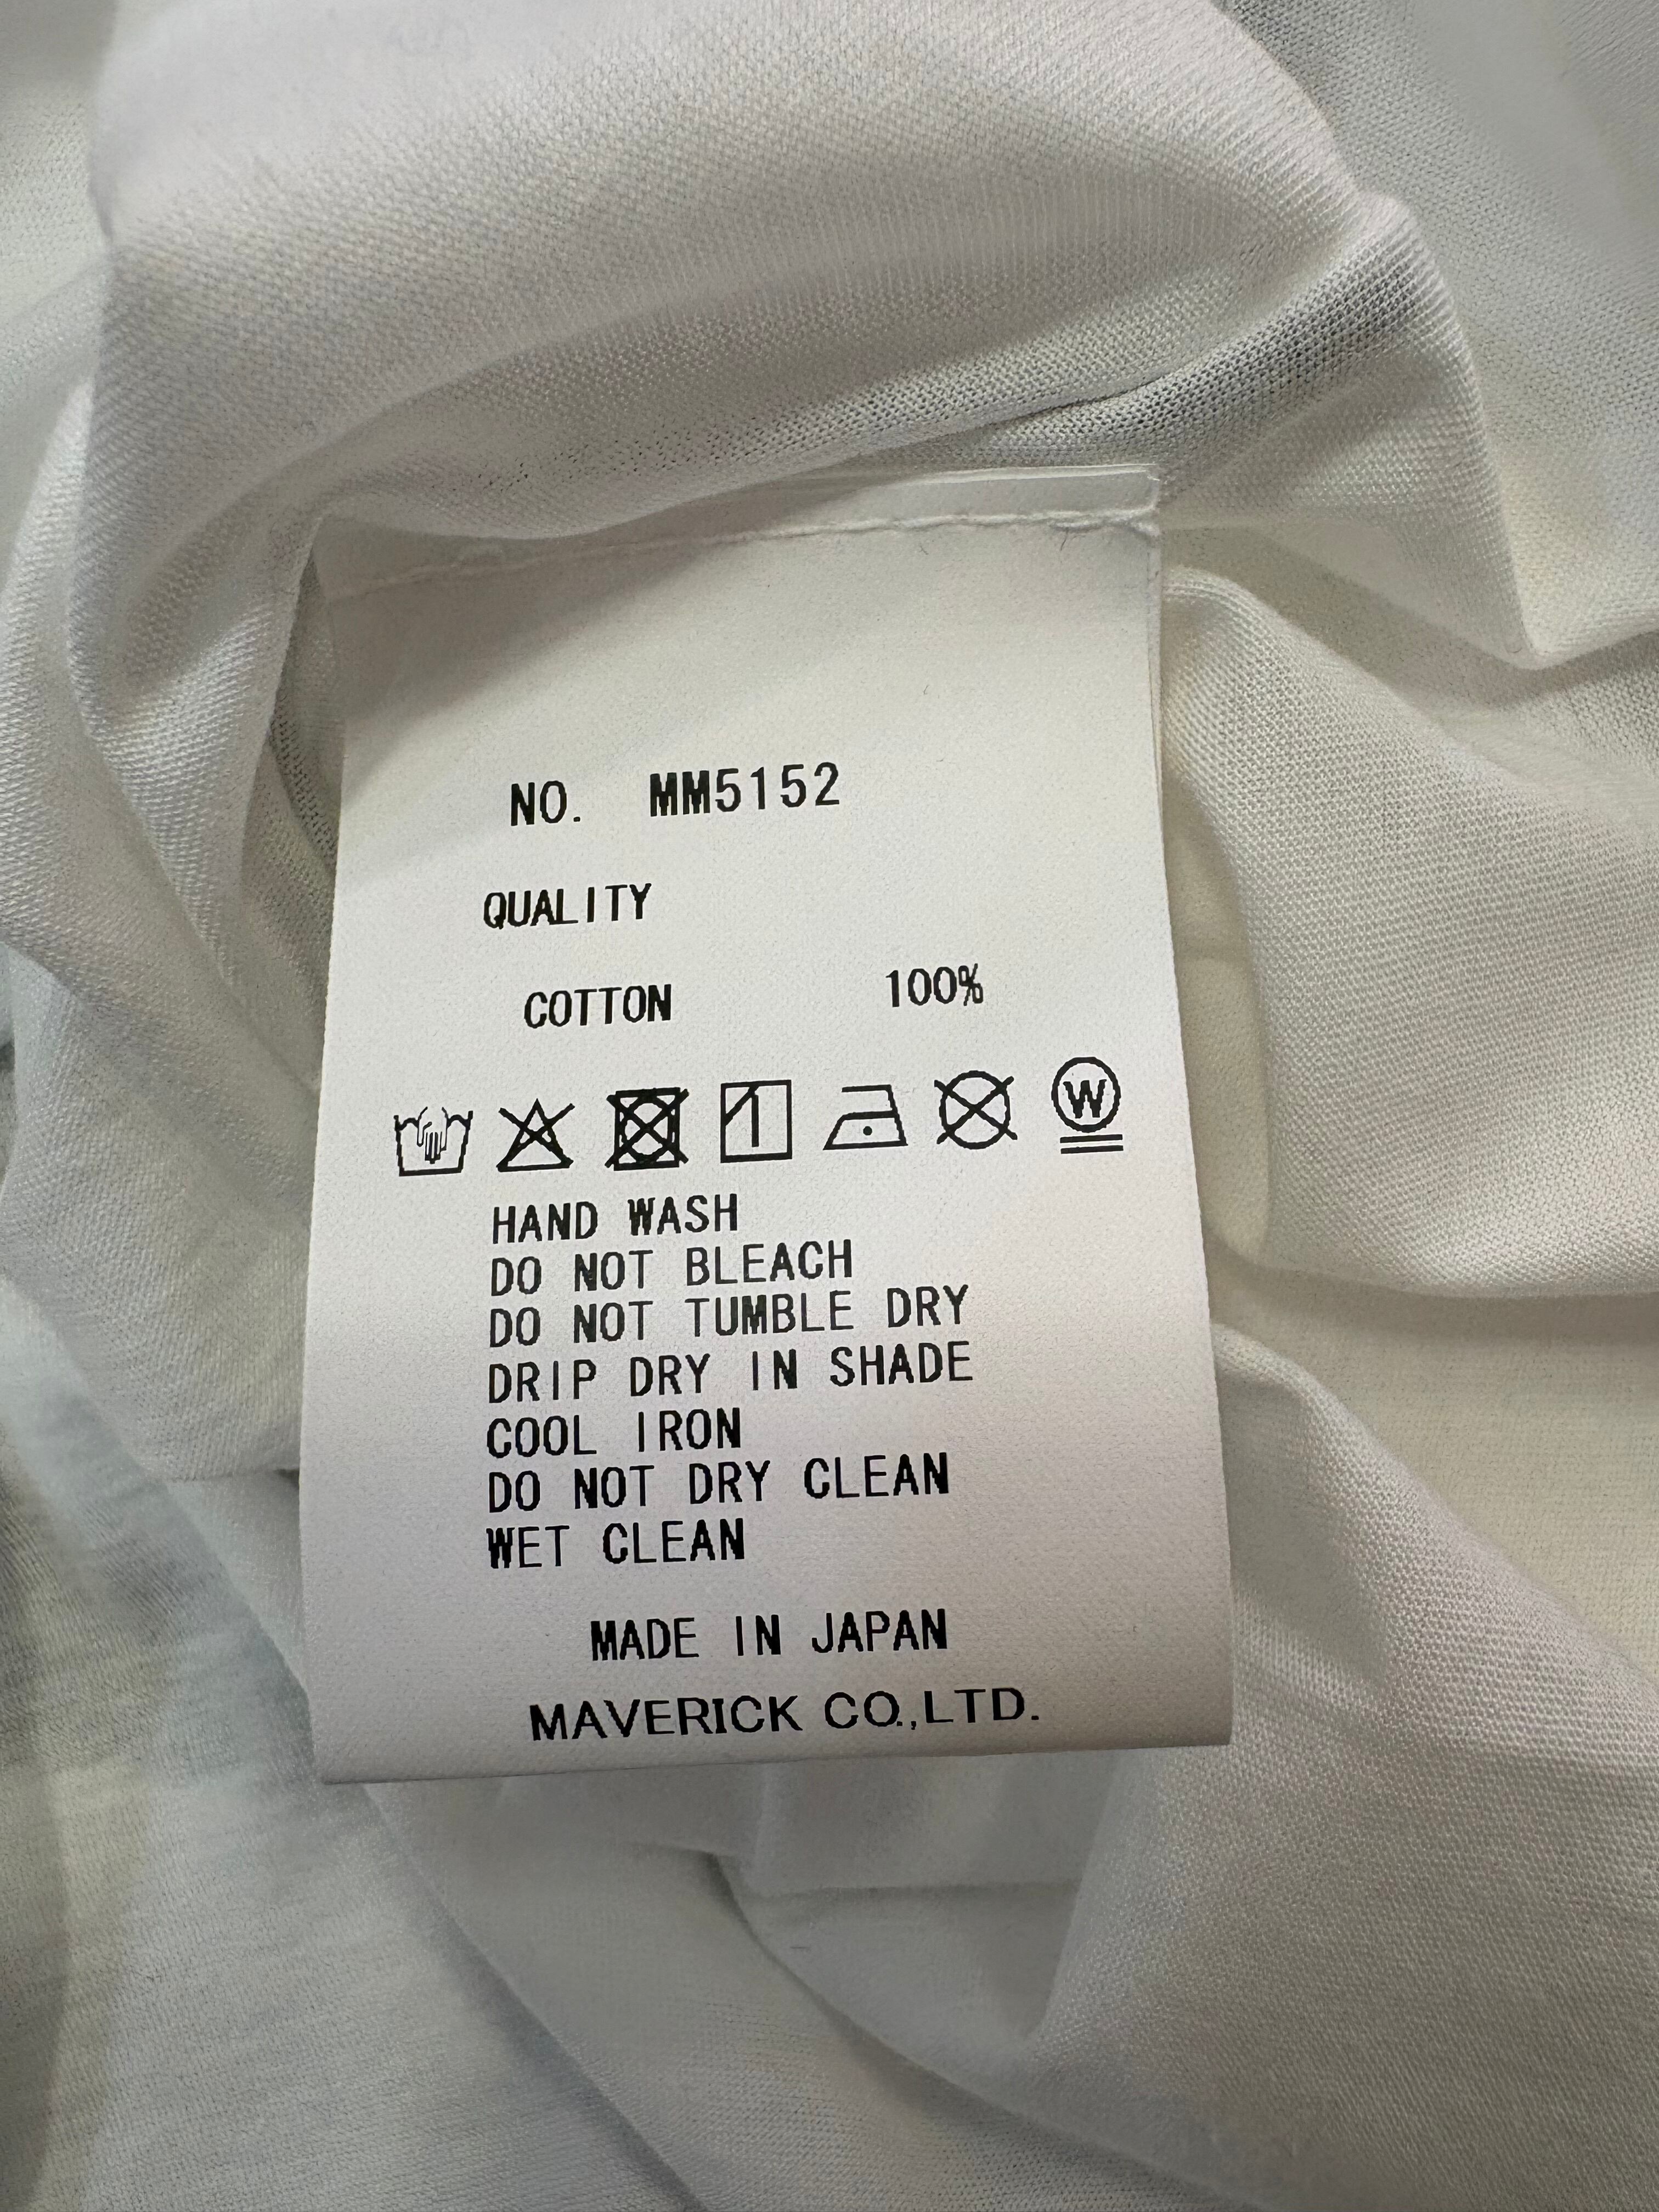 NO. MM5152
QUALITY
COTTON 100%
W
HAND WASH
DO NOT BLEACH
DO NOT TUMBLE DRY
DRIP DRY IN SHADE
COOL IRON
DO NOT DRY CLEAN
WET CLEAN
MADE IN JAPAN
MAVERICK CO.,LTD.